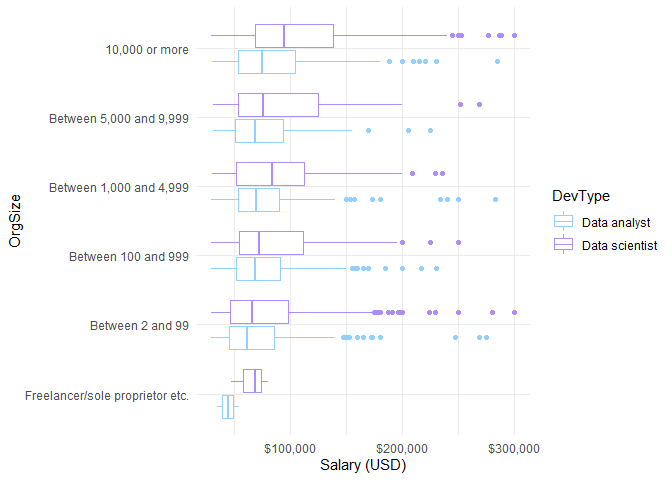 10,000 or more
Between 5,000 and 9,999
Between 1,000 and 4,999
Between 100 and 999
Between 2 and 99
Freelancer/sole proprietor etc.
OrgSize
$100,000 $200,000 $300,000
Salary (USD)
DevType
Data analyst
Data scientist